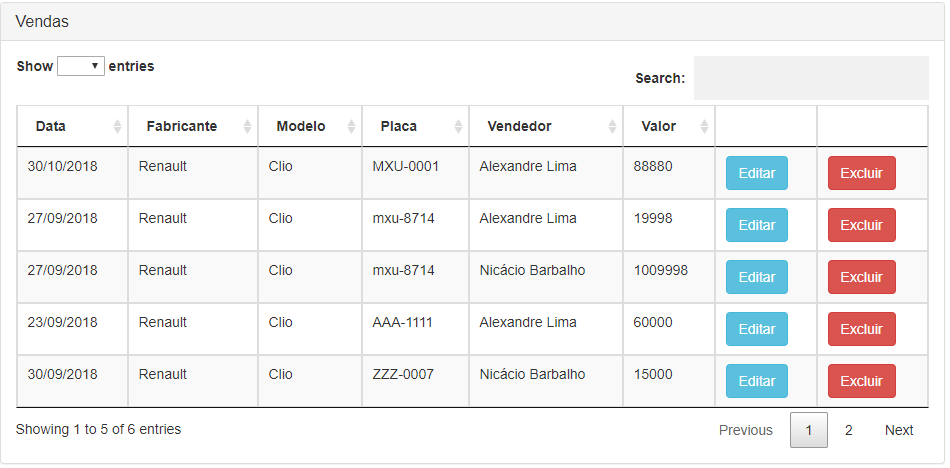 Vendas
Show entries
Search:
Data Fabricante Modelo Placa Vendedor Valor
30/10/2018 Renault Clio MXU-0001 Alexandre Lima 88880 Editar Excluir
27/09/2018 Renault Clio mxu-8714 Alexandre Lima 19998 Editar Excluir
27/09/2018 Renault Clio mxu-8714 Nicácio Barbalho 1009998 Editar Excluir
23/09/2018 Renault Clio AAA-1111 Alexandre Lima 60000 Editar Excluir
30/09/2018 Renault Clio ZZZ-0007 Nicácio Barbalho 15000 Editar Excluir
Showing 1 to 5 of 6 entries
Previous 1 2 Next